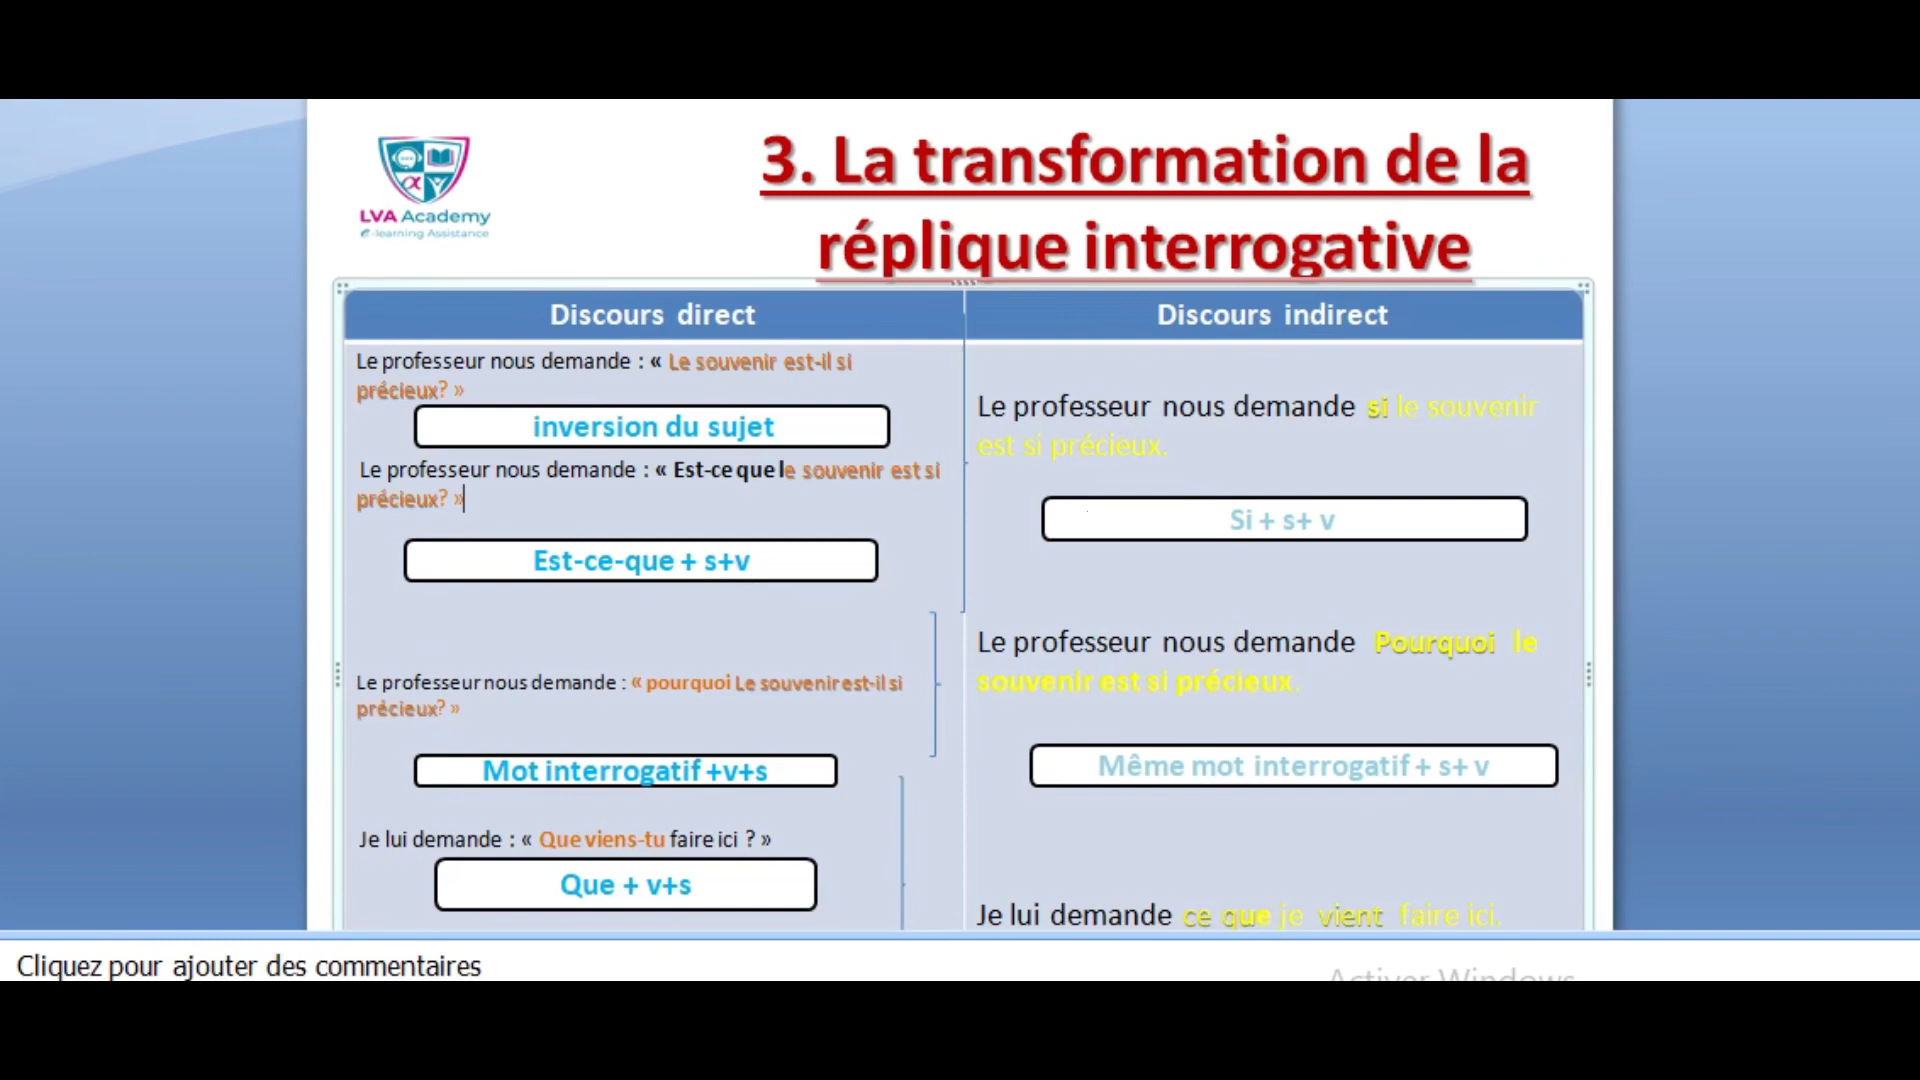 LVA Academy
e-learning Assistance
3. La transformation de la
réplique interrogative
Discours direct
Discours indirect
Le professeur nous demande : « Le souvenir est-il si
précieux? »
inversion du sujet
Le professeur nous demande : « Est-ce que le souvenir est si
précieux? »
Est-ce-que + s+v
Le professeur nous demande : « pourquoi Le souvenir est-il si
précieux? »
Mot interrogatif +v+s
Je lui demande : « Que viens-tu faire ici ? »
Que + v+s
Le professeur nous demande si le souvenir
est si précieux.
Si + s+ v
Le professeur nous demande Pourquoi le
souvenir est si précieux.
Même mot interrogatif + s+ v
Je lui demande ce que je vient faire ici.
Cliquez pour ajouter des commentaires
Activer Windows